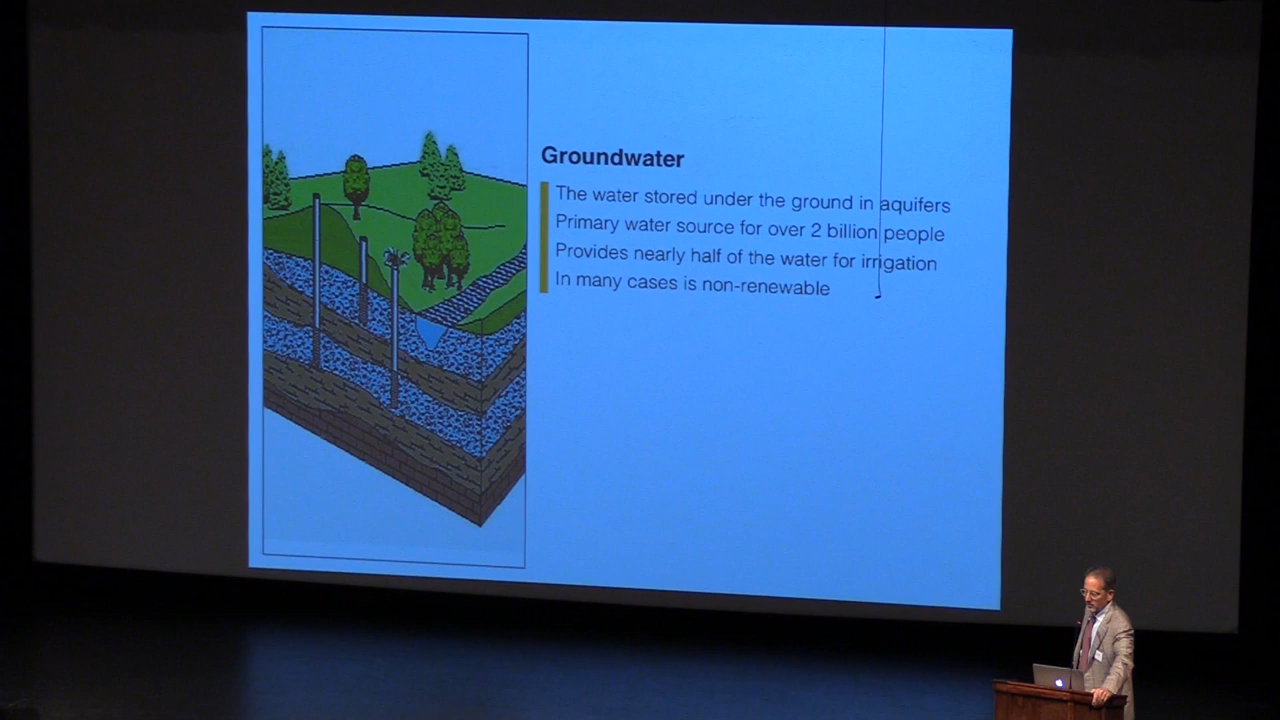 Groundwater
The water stored under the ground in aquifers
Primary water source for over 2 billion people
Provides nearly half of the water for irrigation
In many cases is non-renewable